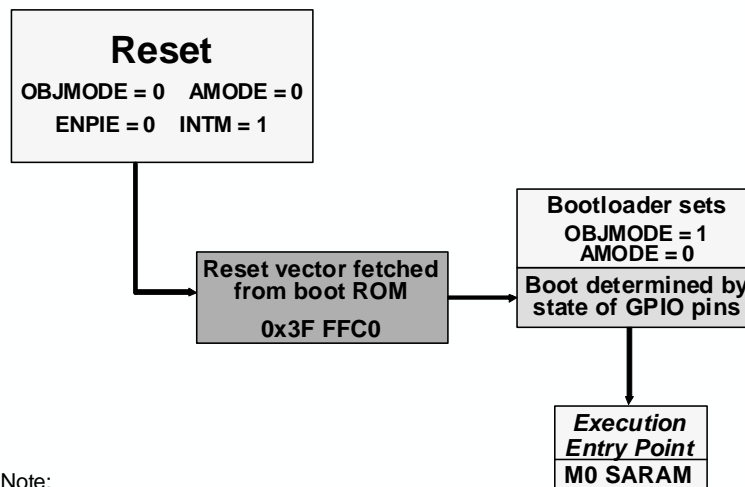 Reset
OBJMODE = 0 AMODE = 0
ENPIE = 0 INTM = 1
Reset vector fetched
from boot ROM
0x3F FFC0
Bootloader sets
OBJMODE = 1
AMODE = 0
Boot determined by
state of GPIO pins
Execution
Entry Point
M0 SARAM
Note: